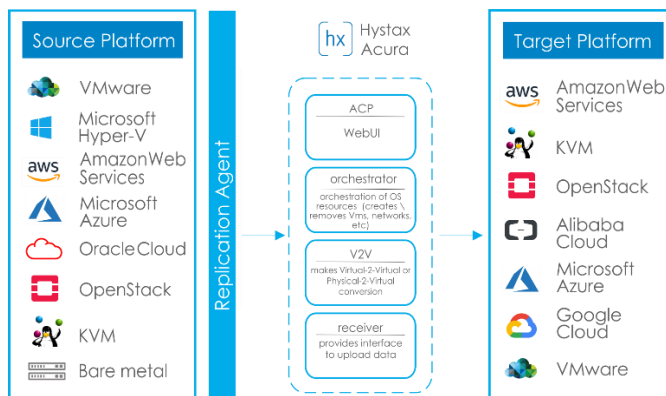 Source Platform
VMware
Microsoft
Hyper-V
aws
AmazonWeb
Services
Microsoft
Azure
OracleCloud
OpenStack
KVM
Bare metal
Replication Agent
hx
Hystax
Acura
ACP
WebUI
orchestrator
orchestration of OS
resources (creates \
removes Vms, networks,
etc)
V2V
makes Virtual-2-Virtual or
Physical-2-Virtual
conversion
receiver
provides interface
to upload data
Target Platform
aws
AmazonWeb
Services
KVM
OpenStack
Alibaba
Cloud
Microsoft
Azure
Google
Cloud
VMware